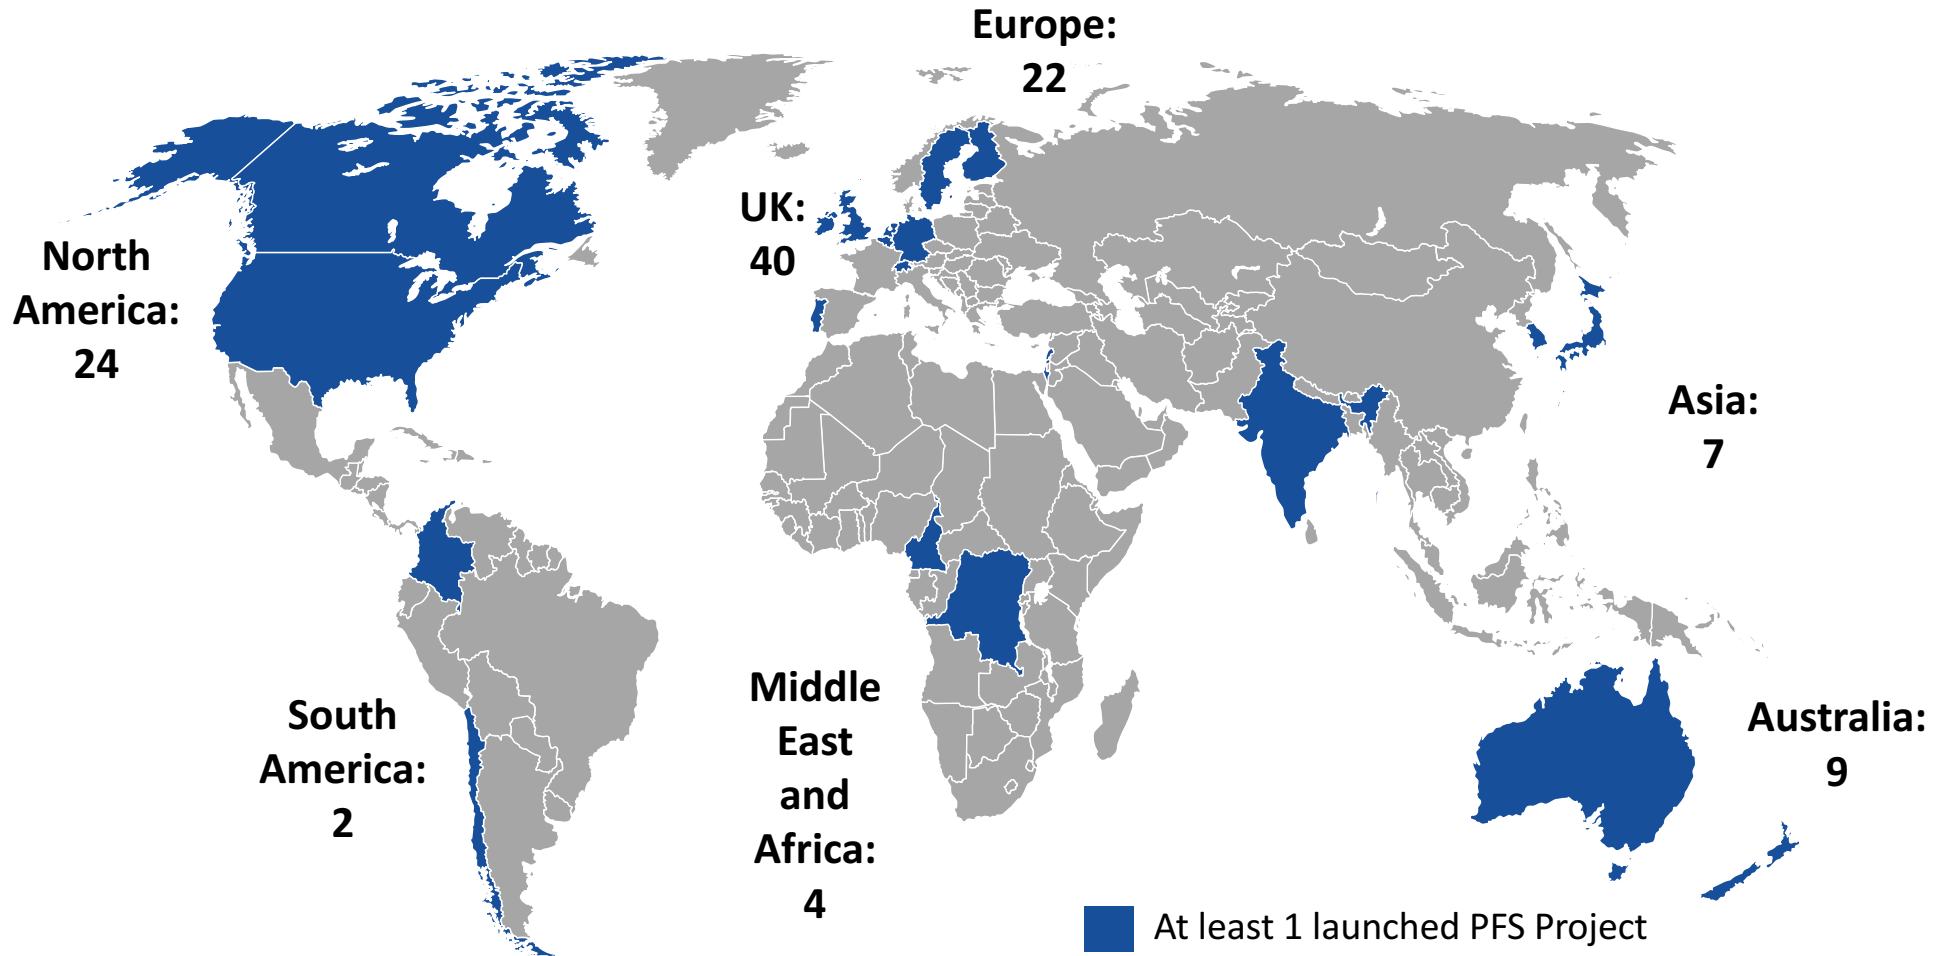 Europe:
22
UK:
40
North
America:
24
Asia:
7
South
America:
2
Middle
East
and
Africa:
4
Australia:
9
At least 1 launched PFS Project